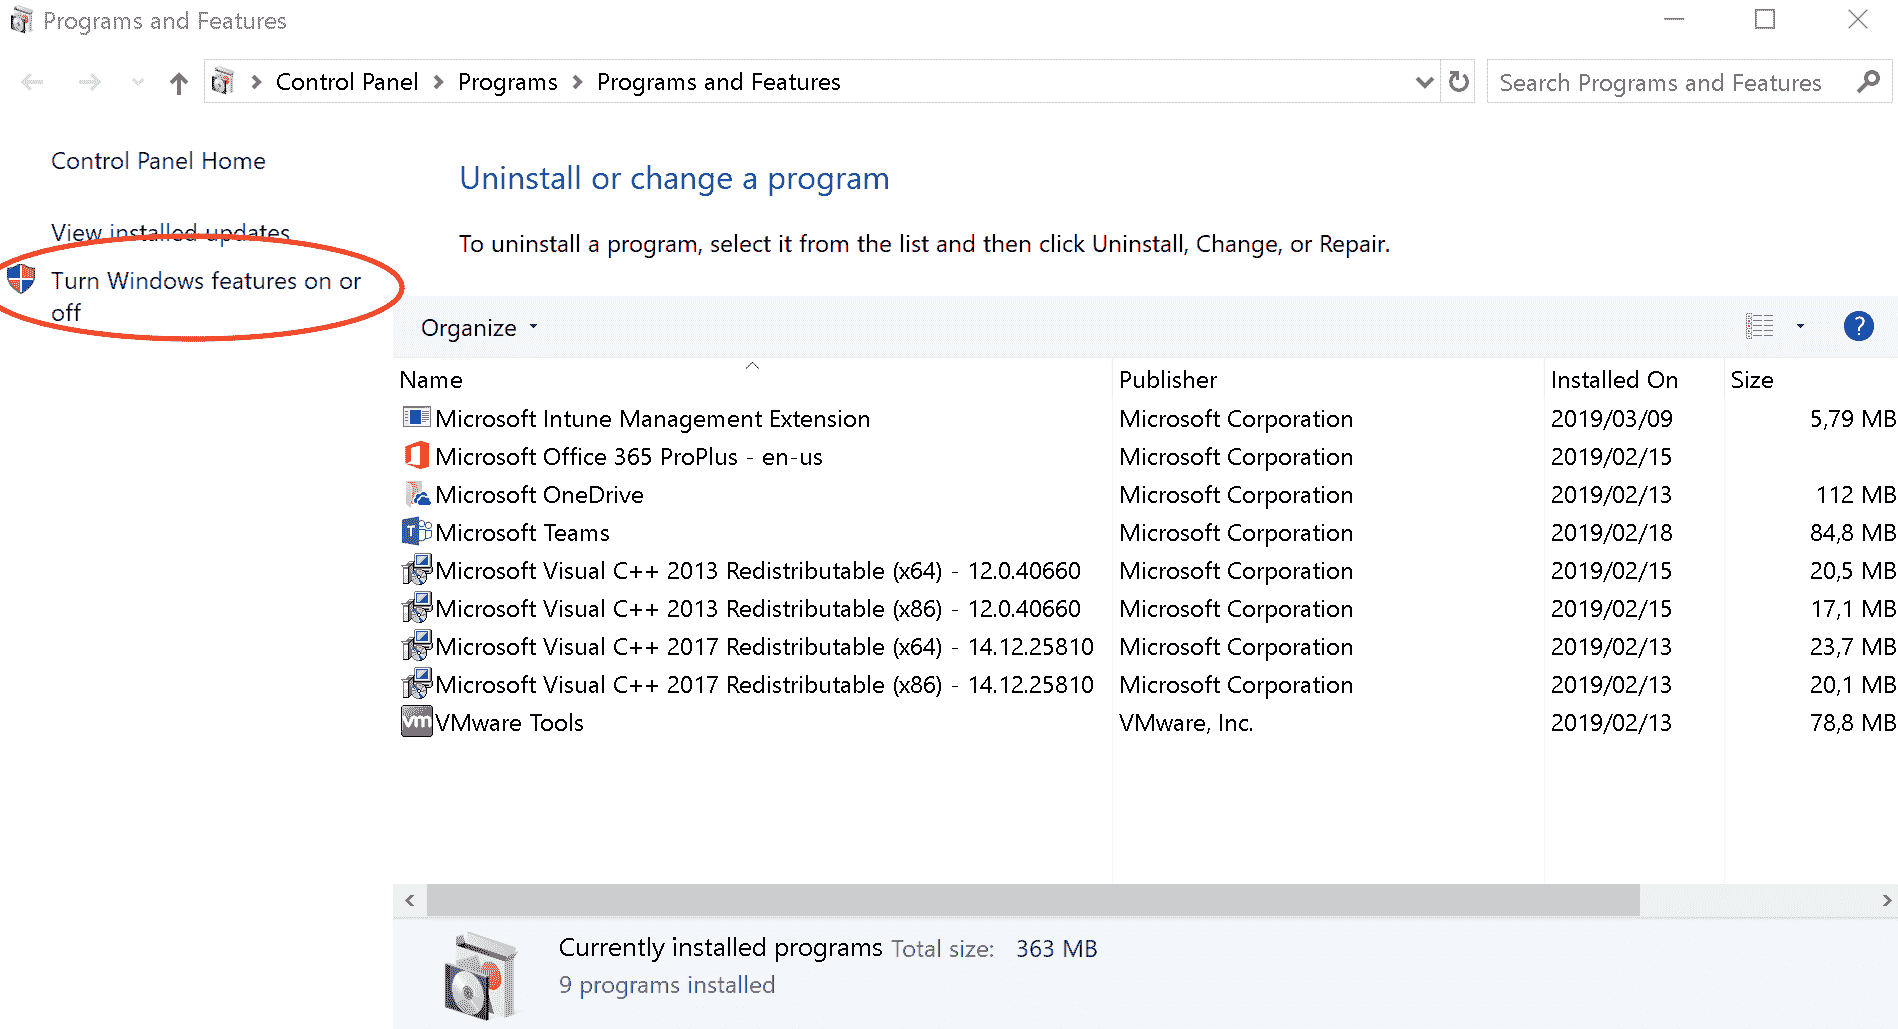 Programs and Features
Control Panel > Programs > Programs and Features
Search Programs and Features
Control Panel Home
View installed updates
Turn Windows features on or
off
Uninstall or change a program
To uninstall a program, select it from the list and then click Uninstall, Change, or Repair.
Organize
?
Name Publisher Installed On Size
Microsoft Intune Management Extension Microsoft Corporation 2019/03/09 5,79 MB
Microsoft Office 365 ProPlus - en-us Microsoft Corporation 2019/02/15
Microsoft OneDrive Microsoft Corporation 2019/02/13 112 MB
T Microsoft Teams Microsoft Corporation 2019/02/18 84,8 MB
Microsoft Visual C++ 2013 Redistributable (x64) - 12.0.40660 Microsoft Corporation 2019/02/15 20,5 MB
Microsoft Visual C++ 2013 Redistributable (x86) - 12.0.40660 Microsoft Corporation 2019/02/15 17,1 MB
Microsoft Visual C++ 2017 Redistributable (x64) - 14.12.25810 Microsoft Corporation 2019/02/13 23,7 MB
Microsoft Visual C++ 2017 Redistributable (x86) - 14.12.25810 Microsoft Corporation 2019/02/13 20,1 MB
vm VMware Tools VMware, Inc. 2019/02/13 78,8 MB
Currently installed programs Total size: 363 MB
9 programs installed